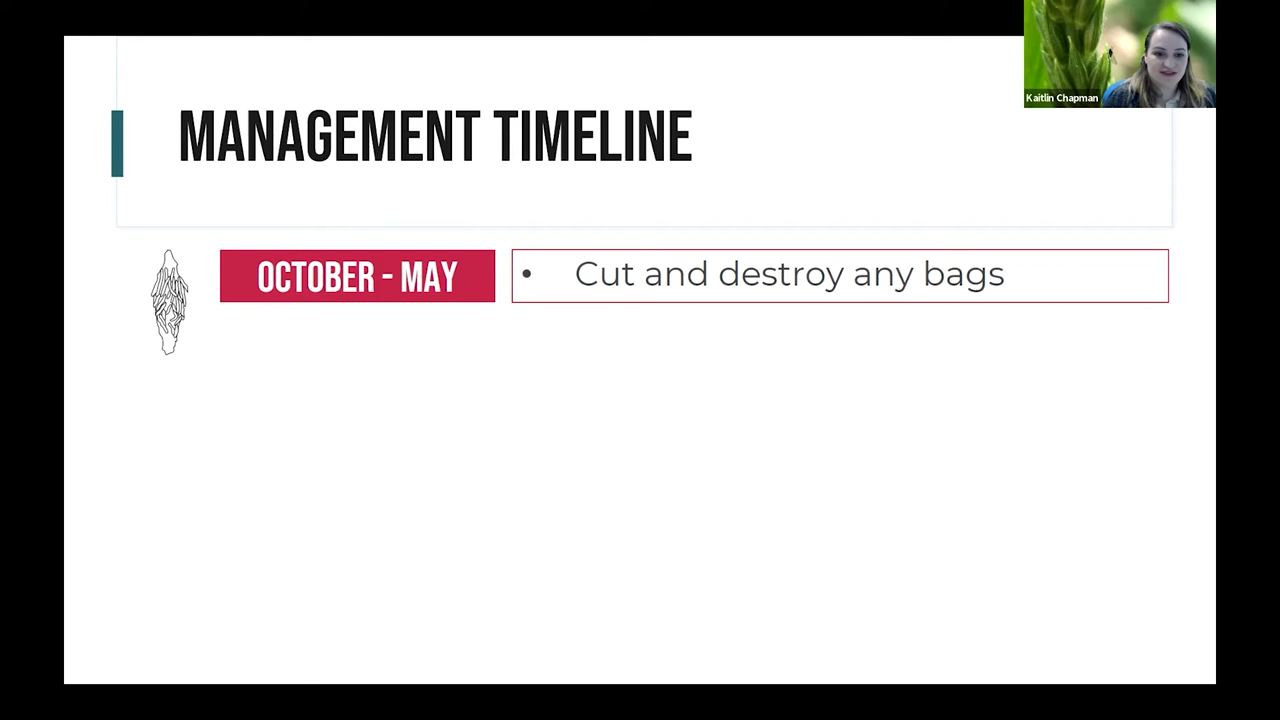 Kaitlin Chapman
MANAGEMENT TIMELINE
OCTOBER - MAY
• Cut and destroy any bags